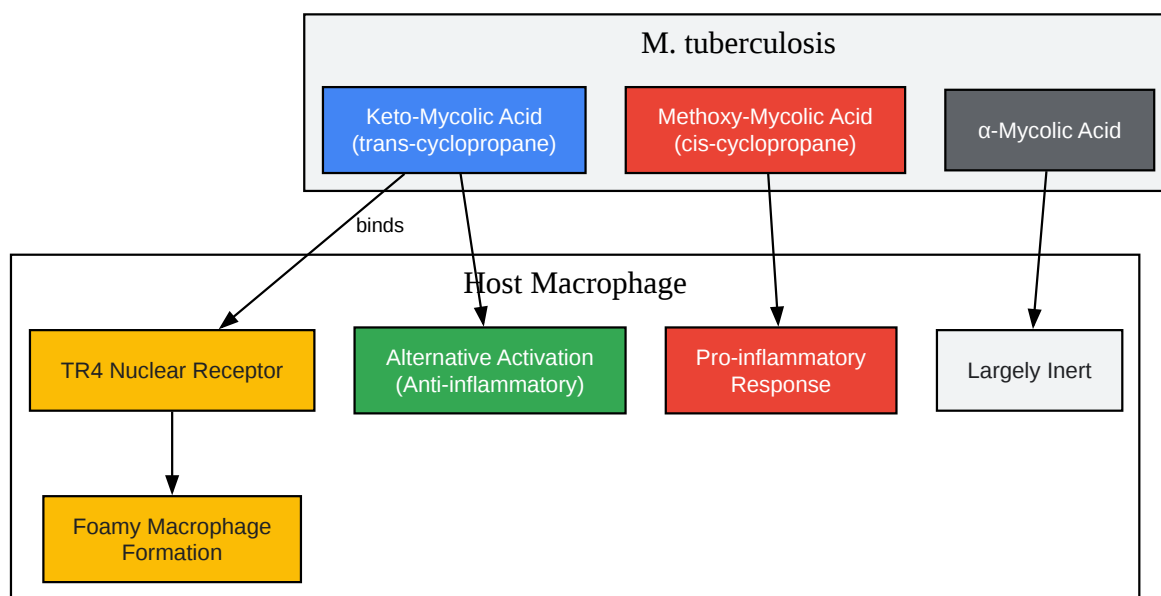 M. tuberculosis
Keto-Mycolic Acid
(trans-cyclopropane)
Methoxy-Mycolic Acid
(cis-cyclopropane)
α-Mycolic Acid
binds
Host Macrophage
TR4 Nuclear Receptor
Alternative Activation
(Anti-inflammatory)
Pro-inflammatory
Response
Largely Inert
Foamy Macrophage
Formation